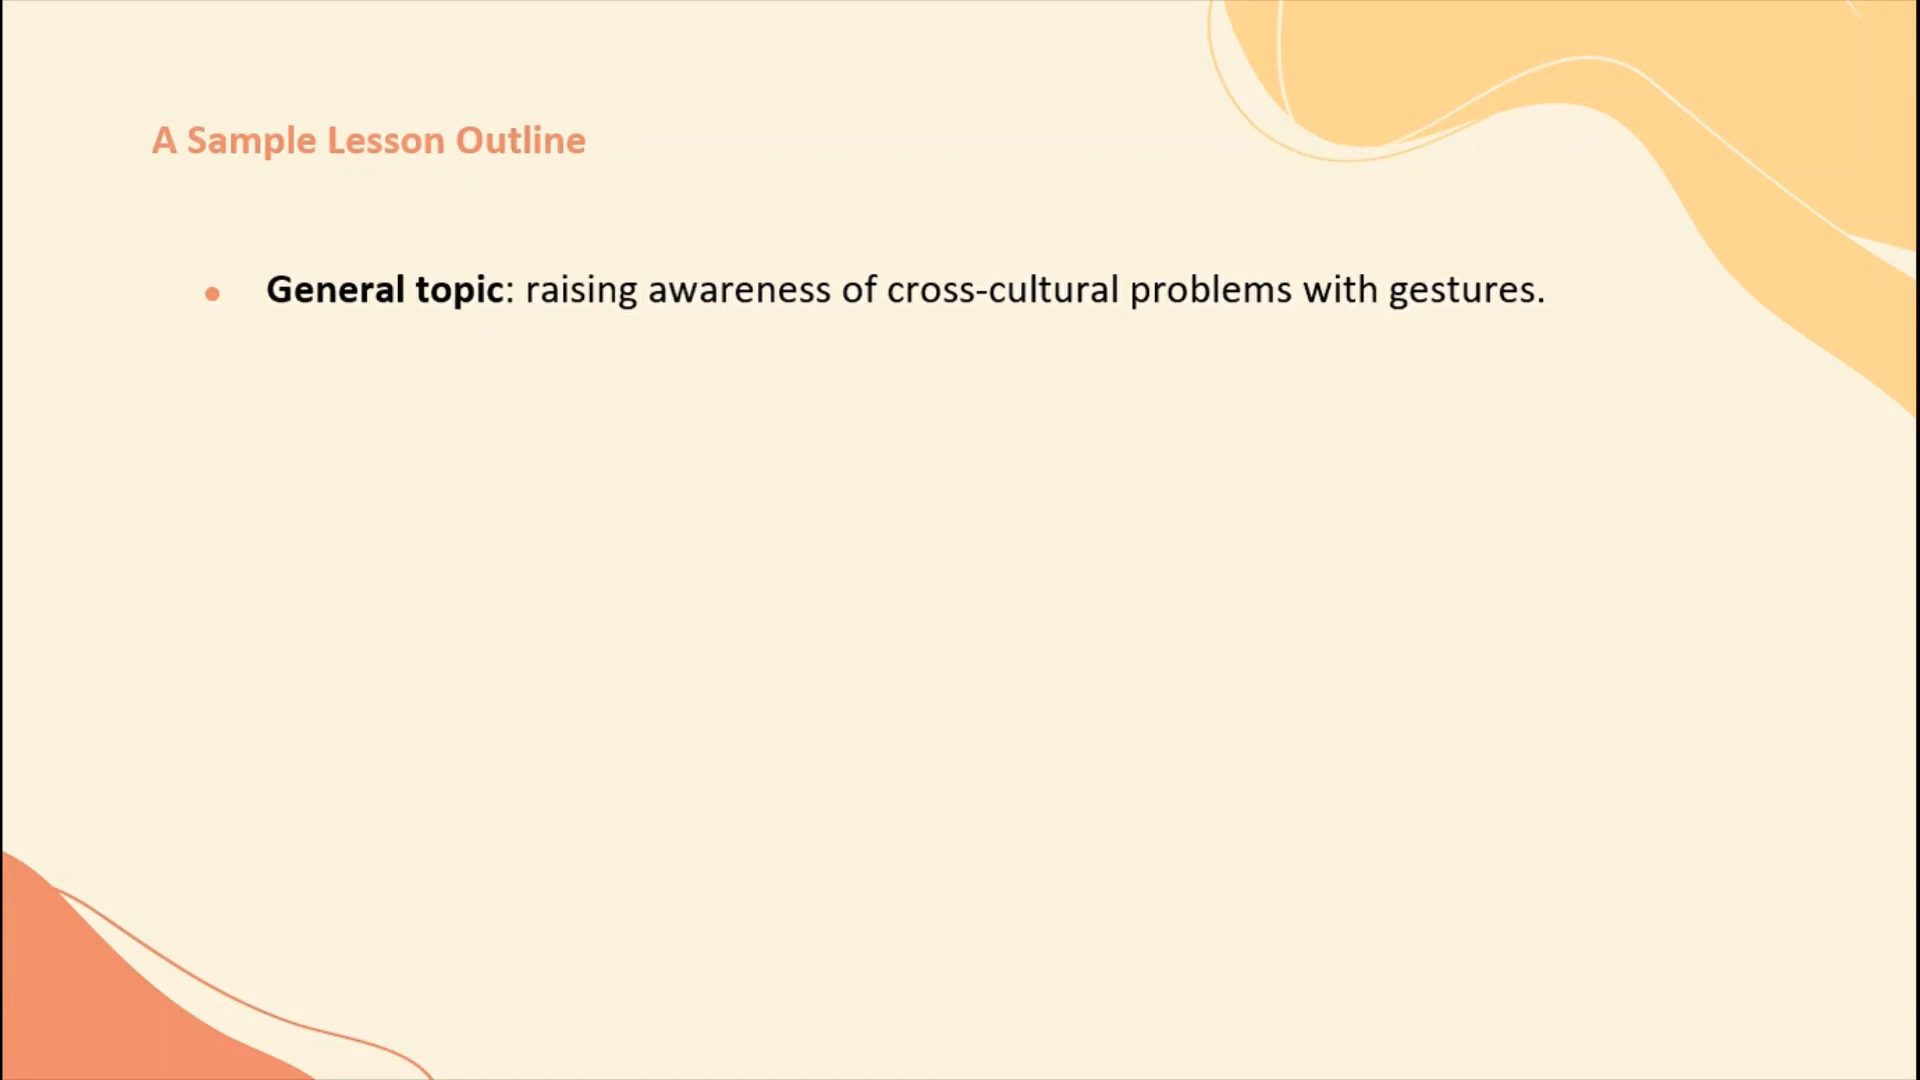 A Sample Lesson Outline
• General topic: raising awareness of cross-cultural problems with gestures.